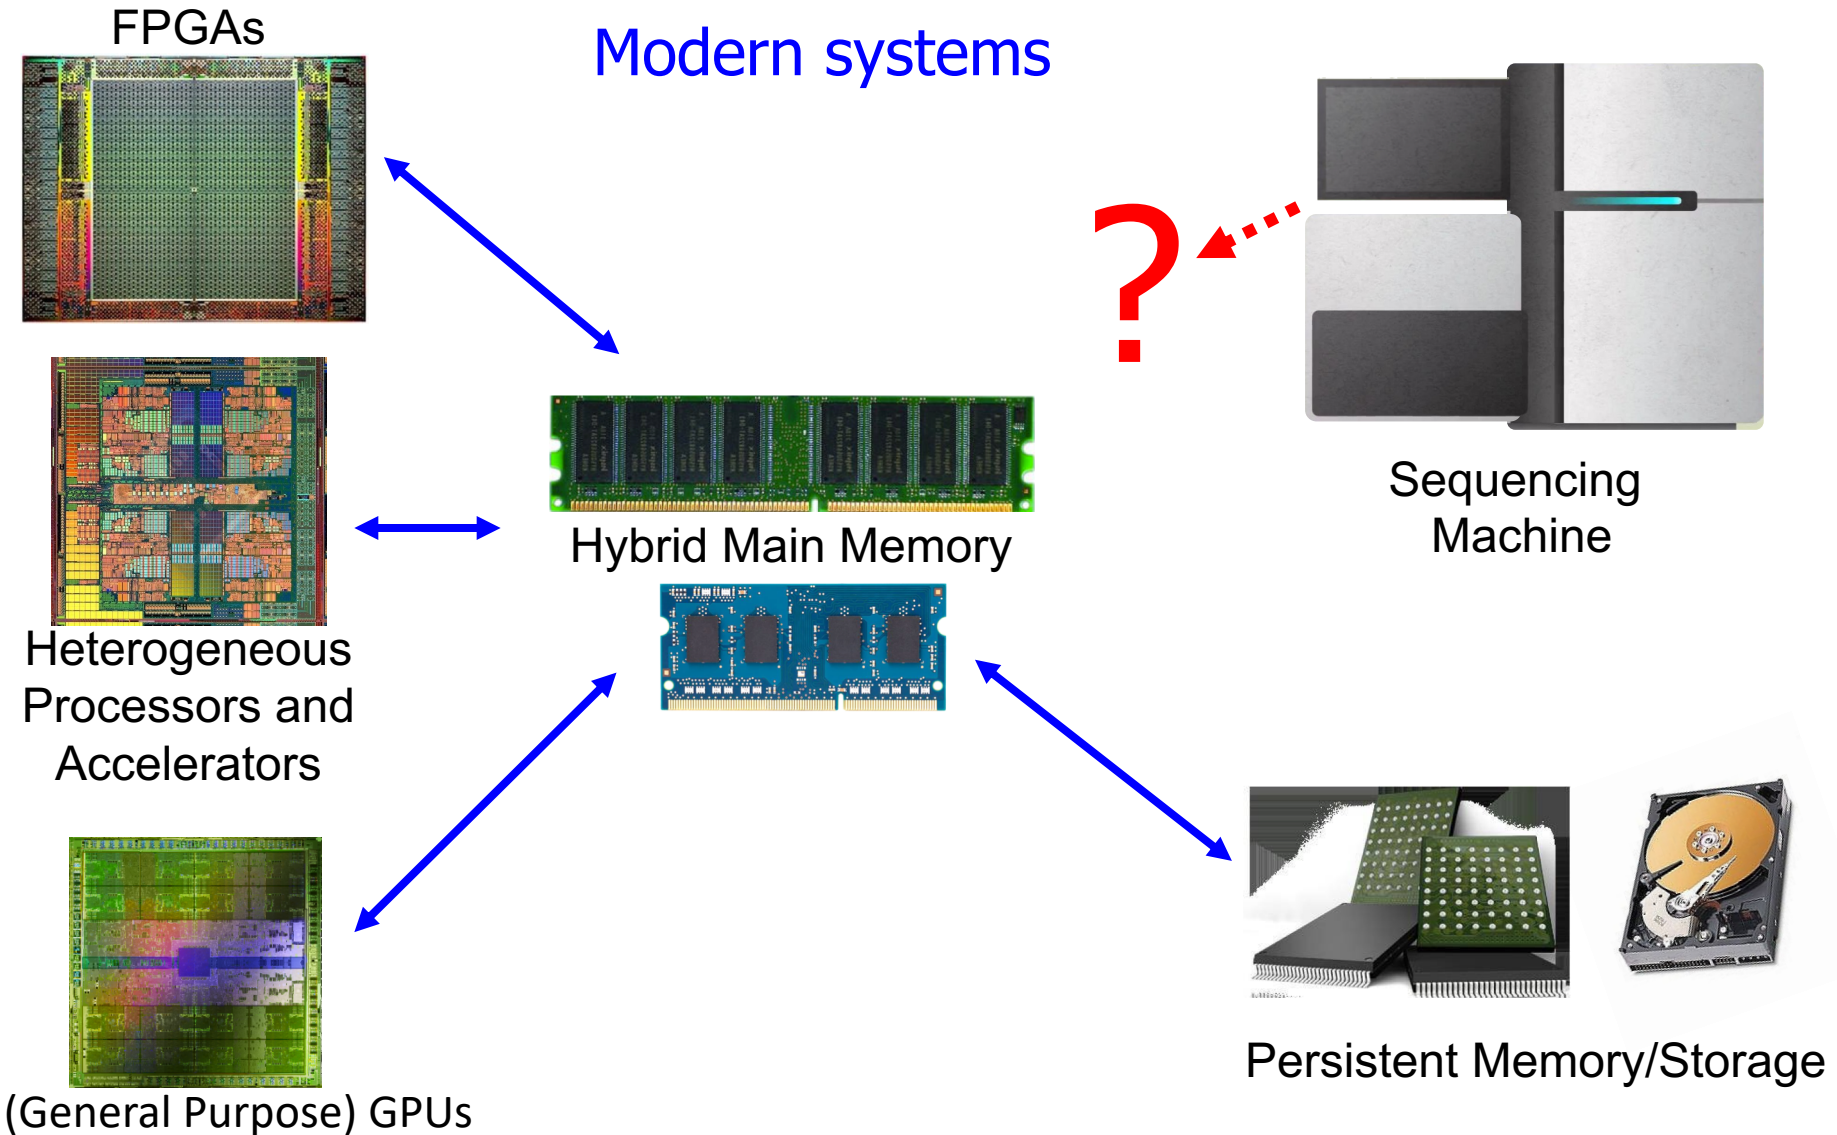 FPGAs
Modern systems
?
Sequencing
Machine
Hybrid Main Memory
Heterogeneous
Processors and
Accelerators
Persistent Memory/Storage
(General Purpose) GPUs